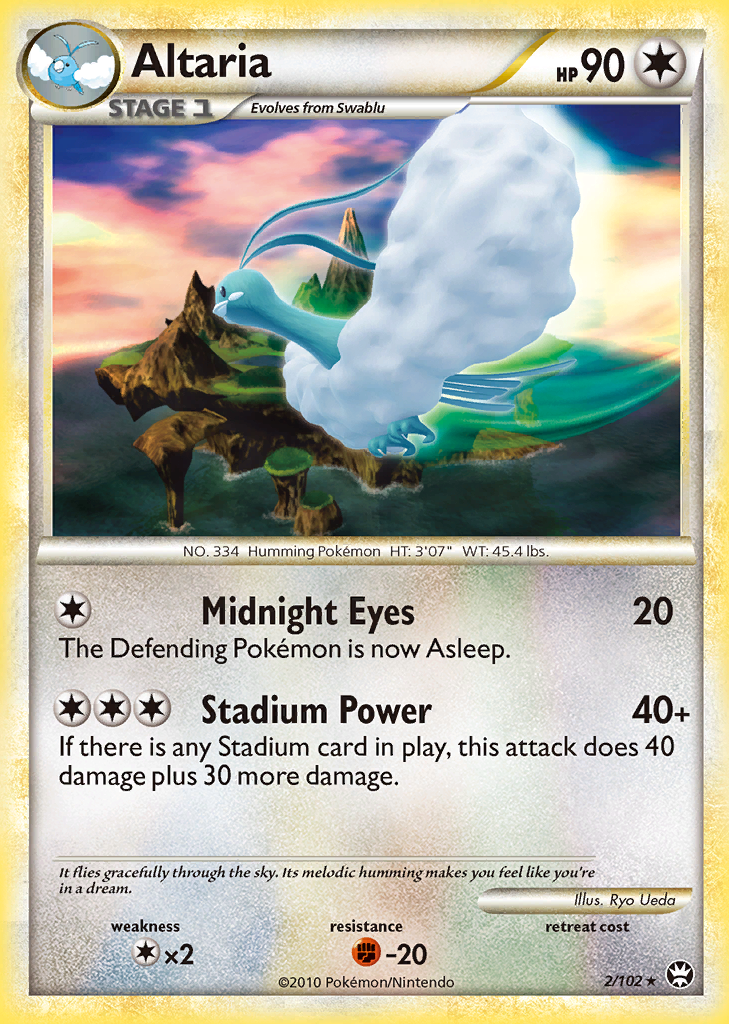 Altaria
HP 90
STAGE 1
Evolves from Swablu
NO. 334 Humming Pokémon HT: 3'07" WT: 45.4 lbs.
Midnight Eyes 20
The Defending Pokémon is now Asleep.
Stadium Power 40+
If there is any Stadium card in play, this attack does 40
damage plus 30 more damage.
It flies gracefully through the sky. Its melodic humming makes you feel like you're
in a dream.
Illus. Ryo Ueda
weakness resistance retreat cost
×2 -20
©2010 Pokémon/Nintendo 2/102 ★